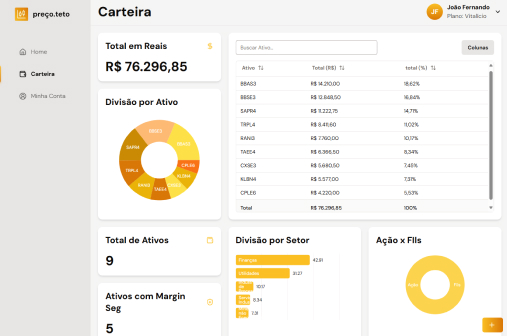 preço.teto
Carteira
JF
João Fernando
Plano: Vitalício
Home
Carteira
Minha Conta
Total em Reais
$
R$ 76.296,85
Divisão por Ativo
BBSE3
SAPR4
TRPL4
RANI3
TAEE4
CXSE3
KLBN4
CPLE6
Buscar Ativo..
Colunas
Ativo Total (R$) total (%)
BBAS3 R$ 14.210,00 18,62%
BBSE3 R$ 12.848,50 16,84%
SAPR4 R$ 11.222,75 14,71%
TRPL4 R$ 8.411,60 11,02%
RANI3 R$ 7.760,00 10,17%
TAEE4 R$ 6.366,50 8,34%
CXSE3 R$ 5.680,50 7,45%
KLBN4 R$ 5.577,00 7,31%
CPLE6 R$ 4.220,00 5,53%
Total R$ 76.296,85 100%
Total de Ativos
9
Ativos com Margin
Seg
5
Divisão por Setor
Finanças 42,91
Utilidades 31,27
10,17
8,34
7,31
Ação x FIIs
Ação
FIIs
+